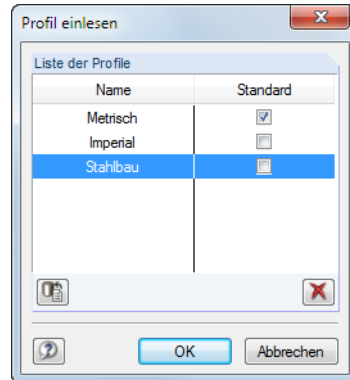 Profil einlesen
Liste der Profile
Name Standard
Metrisch
Imperial
Stahlbau
OK Abbrechen